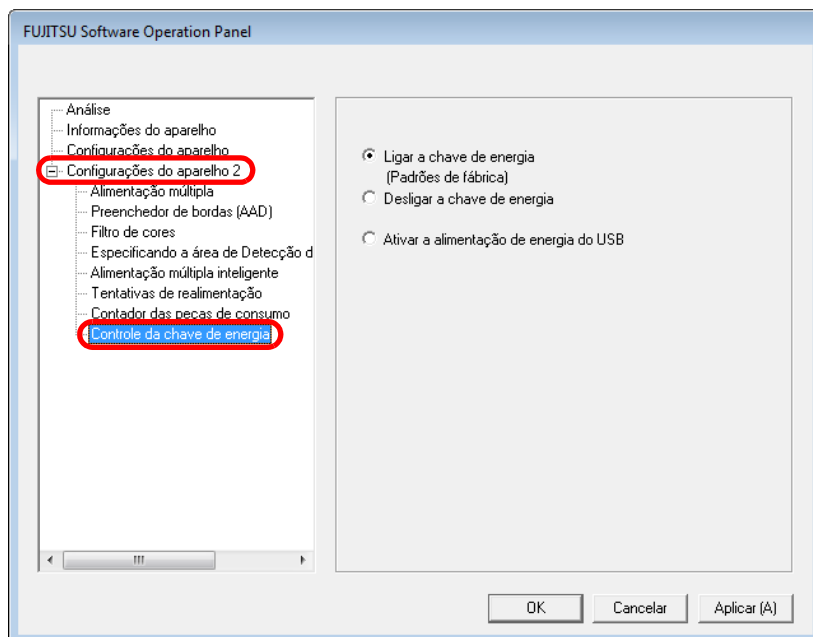 FUJITSU Software Operation Panel
Análise
Informações do aparelho
Configurações do aparelho
Configurações do aparelho 2
Alimentação múltipla
Preenchedor de bordas (AAD)
Filtro de cores
Especificando a área de Detecção d
Alimentação múltipla inteligente
Tentativas de realimentação
Contador das peças de consumo
Controle da chave de energia
Ligar a chave de energia
(Padrões de fábrica)
Desligar a chave de energia
Ativar a alimentação de energia do USB
OK
Cancelar
Aplicar (A)